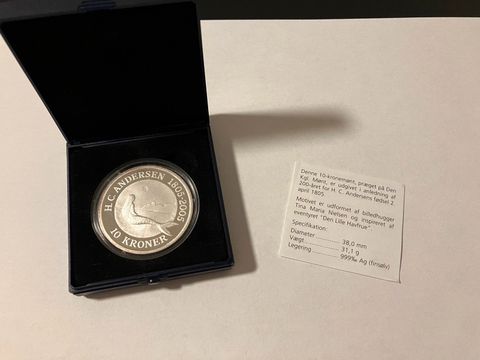 H.C. ANDERSEN 1805-2005
10 KRONER
Denne 10-kronemønt, præget på Den
Kgl. Mønt, er udgivet i anledning af
200-året for H. C. Andersens fødsel 2.
april 1805.
Motivet er udformet af billedhugger
Tina Maria Nielsen og inspireret af
eventyret "Den Lille Havfrue".
Specifikation:
Diameter .................. 38,0 mm
Vægt ....................... 31,1 g
Legering .................. 999‰ Ag (finsølv)